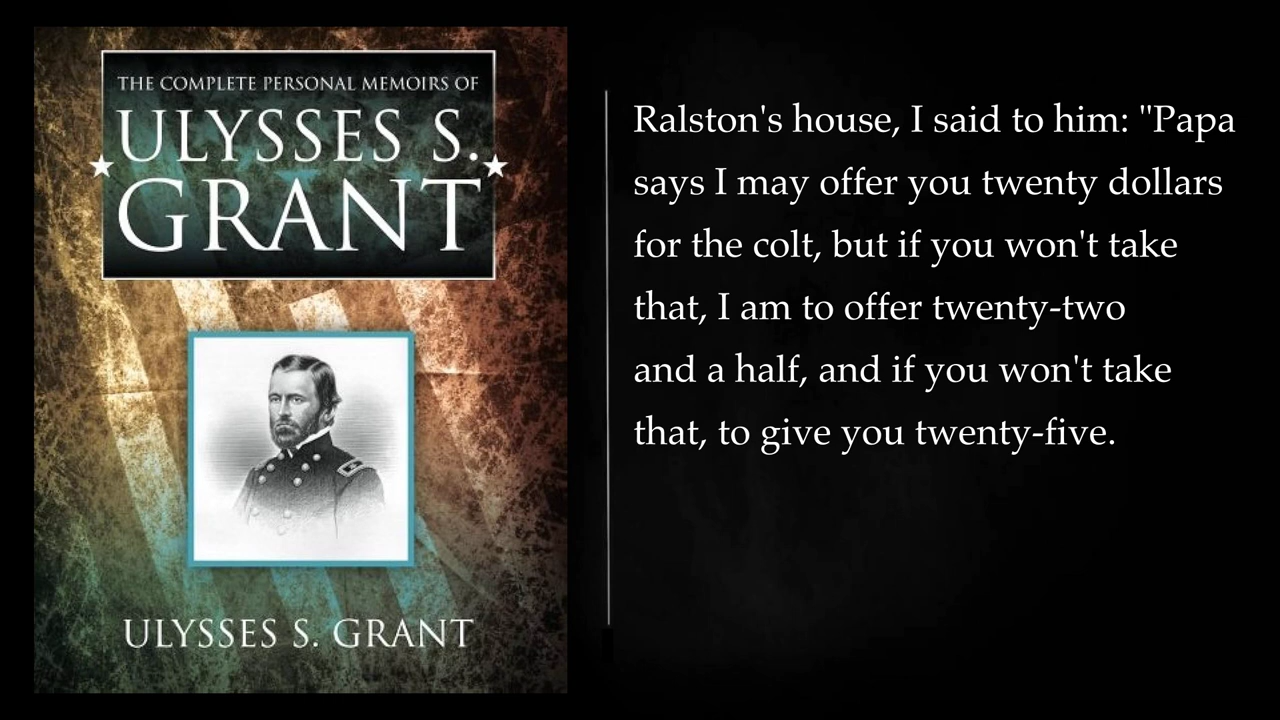 THE COMPLETE PERSONAL MEMOIRS OF
ULYSSES S.
GRANT
ULYSSES S. GRANT
Ralston's house, I said to him: "Papa
says I may offer you twenty dollars
for the colt, but if you won't take
that, I am to offer twenty-two
and a half, and if you won't take
that, to give you twenty-five.